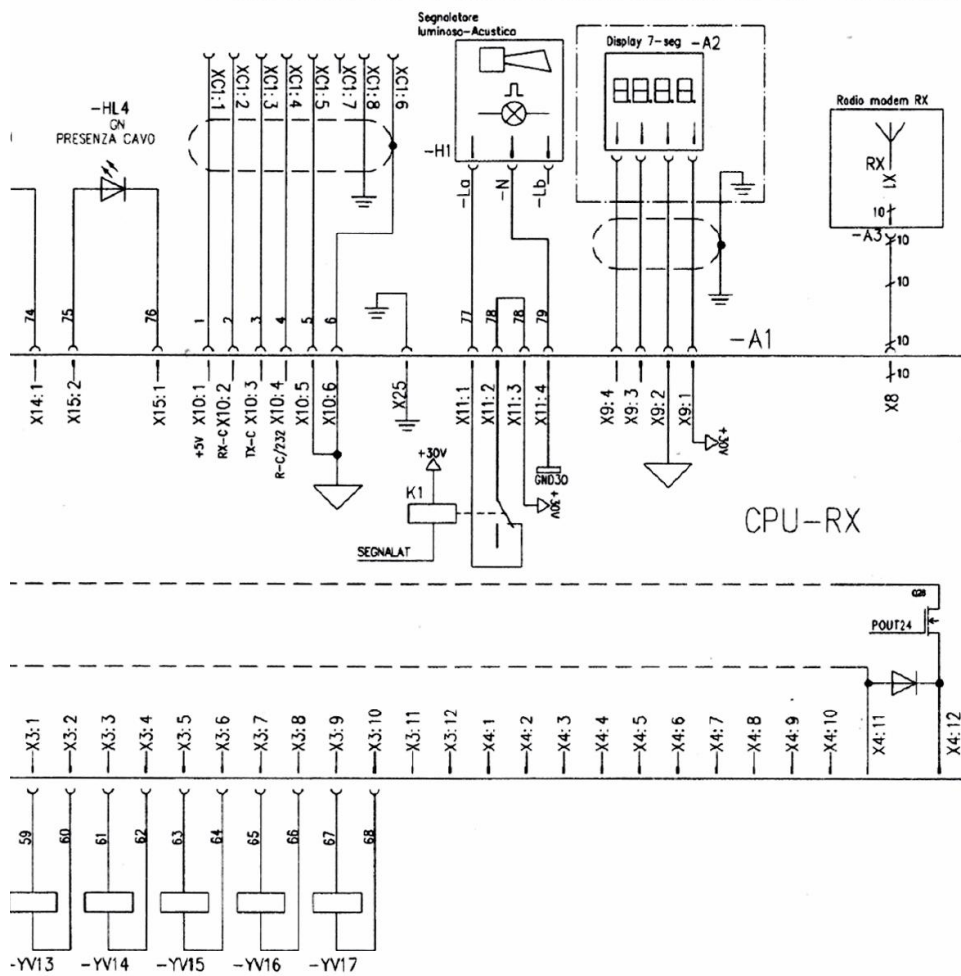 Segnalatore
luminoso-Acustico
Display 7-seg -A2
Radio modem RX
-HL4
GN
PRESENZA CAVO
XC1:1
XC1:2
XC1:3
XC1:4
XC1:5
XC1:7
XC1:8
XC1:6
-H1
-La
-N
-Lb
RX
X1
10
-A3
10
10
10
10
74
75
76
1
2
3
4
5
6
77
78
78
79
-A1
X14:1
X15:2
X15:1
X10:1
X10:2
X10:3
X10:4
X10:5
X10:6
X25
X11:1
X11:2
X11:3
X11:4
X9:4
X9:3
X9:2
X9:1
X8
+5V
RX-C
TX-C
R-C/232
+30V
K1
SEGNALAT
GND30
+30V
+30V
CPU-RX
POUT24
X3:1
X3:2
X3:3
X3:4
X3:5
X3:6
X3:7
X3:8
X3:9
X3:10
X3:11
X3:12
X4:1
X4:2
X4:3
X4:4
X4:5
X4:6
X4:7
X4:8
X4:9
X4:10
X4:11
X4:12
59
60
61
62
63
64
65
66
67
68
-YV13
-YV14
-YV15
-YV16
-YV17